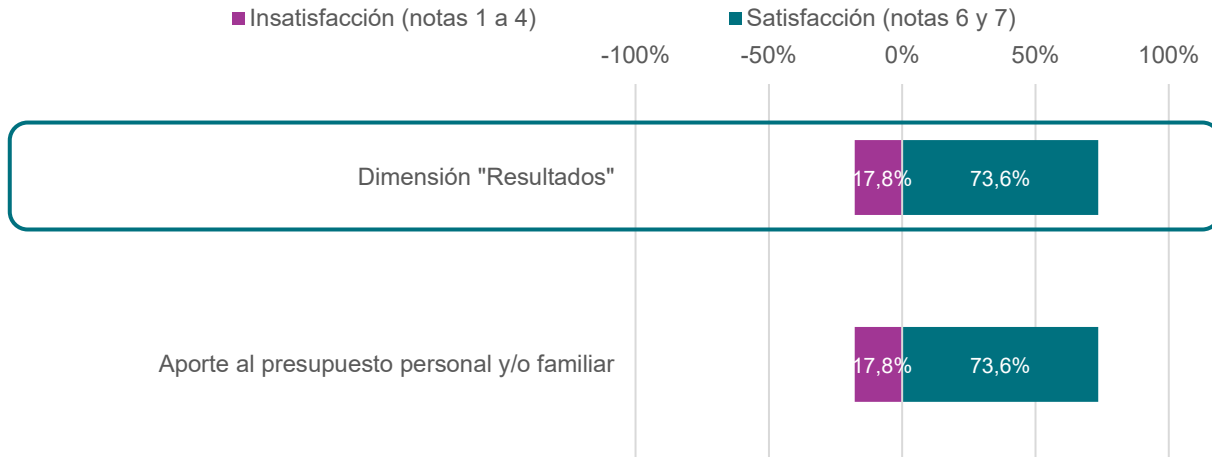 Insatisfacción (notas 1 a 4) Satisfacción (notas 6 y 7)
-100% -50% 0% 50% 100%
Dimensión "Resultados" 17,8% 73,6%
Aporte al presupuesto personal y/o familiar 17,8% 73,6%